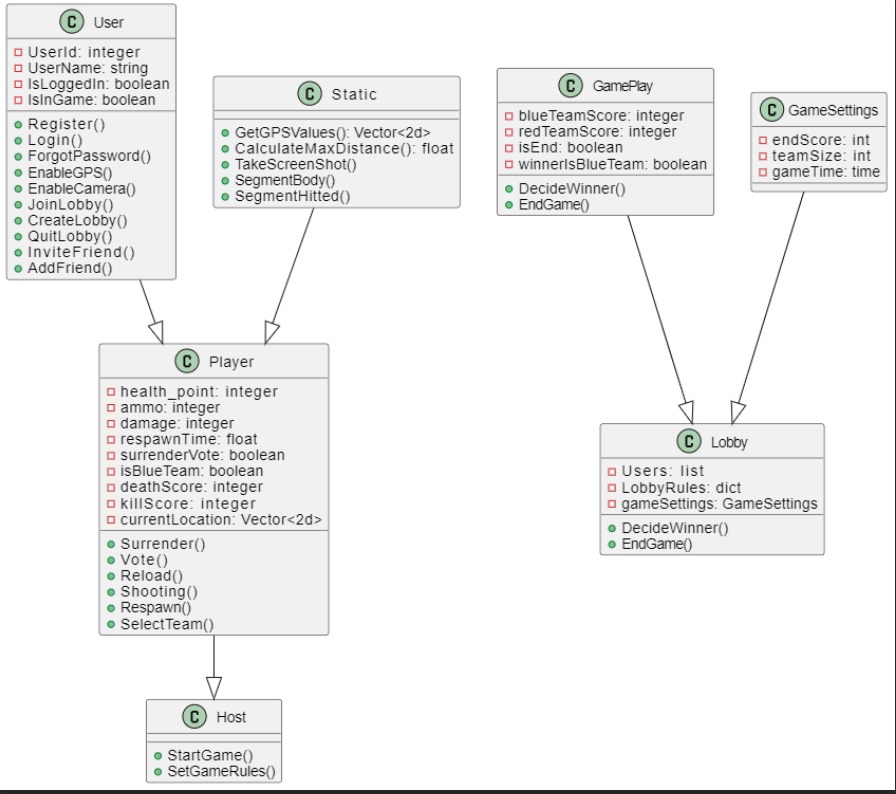 C User
UserId: integer
UserName: string
IsLoggedIn: boolean
IsInGame: boolean
Register()
Login()
ForgotPassword()
EnableGPS()
EnableCamera()
JoinLobby()
CreateLobby()
QuitLobby()
InviteFriend()
AddFriend()
C Static
GetGPSValues(): Vector<2d>
CalculateMaxDistance(): float
TakeScreenShot()
SegmentBody()
SegmentHitted()
C GamePlay
blueTeamScore: integer
redTeamScore: integer
isEnd: boolean
winnerIsBlueTeam: boolean
DecideWinner()
EndGame()
C GameSettings
endScore: int
teamSize: int
gameTime: time
C Player
health_point: integer
ammo: integer
damage: integer
respawnTime: float
surrenderVote: boolean
isBlueTeam: boolean
deathScore: integer
killScore: integer
currentLocation: Vector<2d>
Surrender()
Vote()
Reload()
Shooting()
Respawn()
SelectTeam()
C Lobby
Users: list
LobbyRules: dict
gameSettings: GameSettings
DecideWinner()
EndGame()
C Host
StartGame()
SetGameRules()